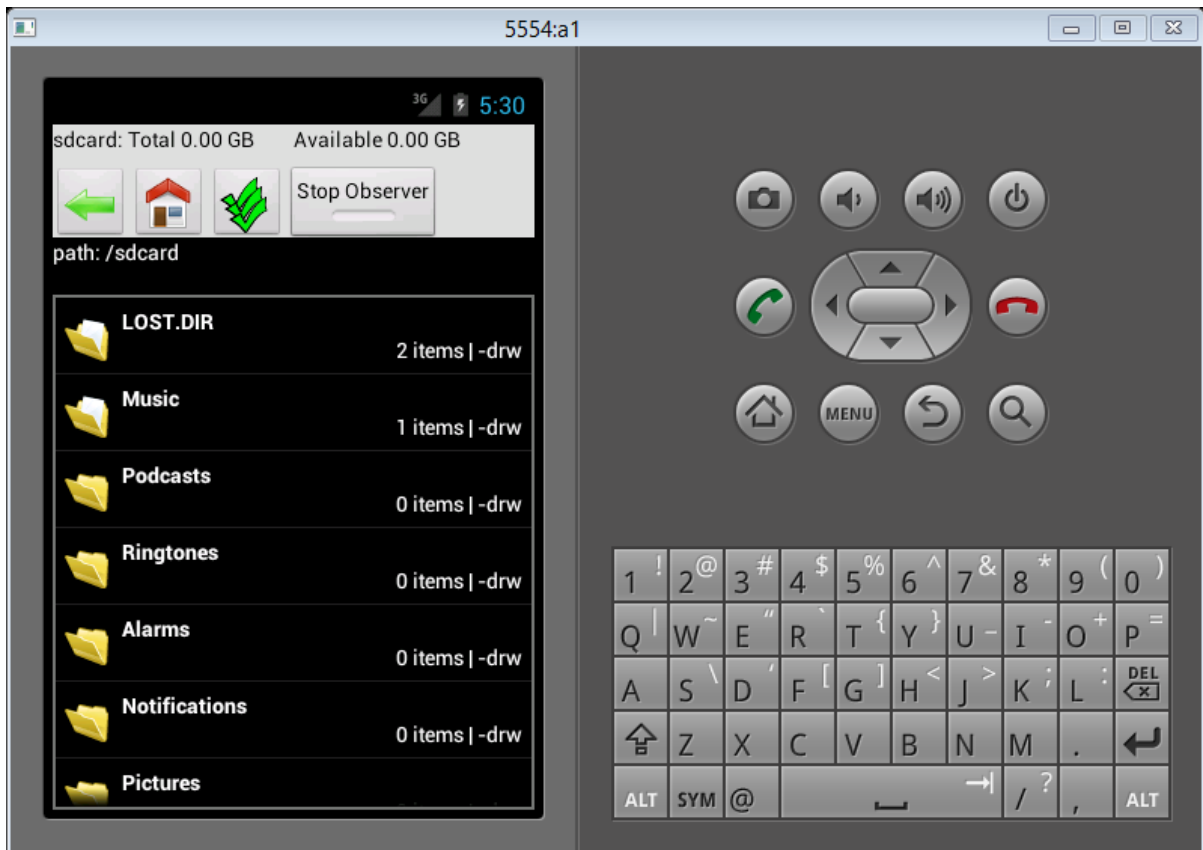 5554:a1
3G 5:30
sdcard: Total 0.00 GB Available 0.00 GB
Stop Observer
path: /sdcard
LOST.DIR
2 items | -drw
Music
1 items | -drw
Podcasts
0 items | -drw
Ringtones
0 items | -drw
Alarms
0 items | -drw
Notifications
0 items | -drw
Pictures
MENU
1 ! 2 @ 3 # 4 $ 5 % 6 ^ 7 & 8 * 9 ( 0 )
Q | W ~ E " R ` T { Y } U _ I - O + P =
A S \ D ' F [ G ] H < J > K ; L : DEL
Z X C V B N M .
ALT SYM @ / ? , ALT